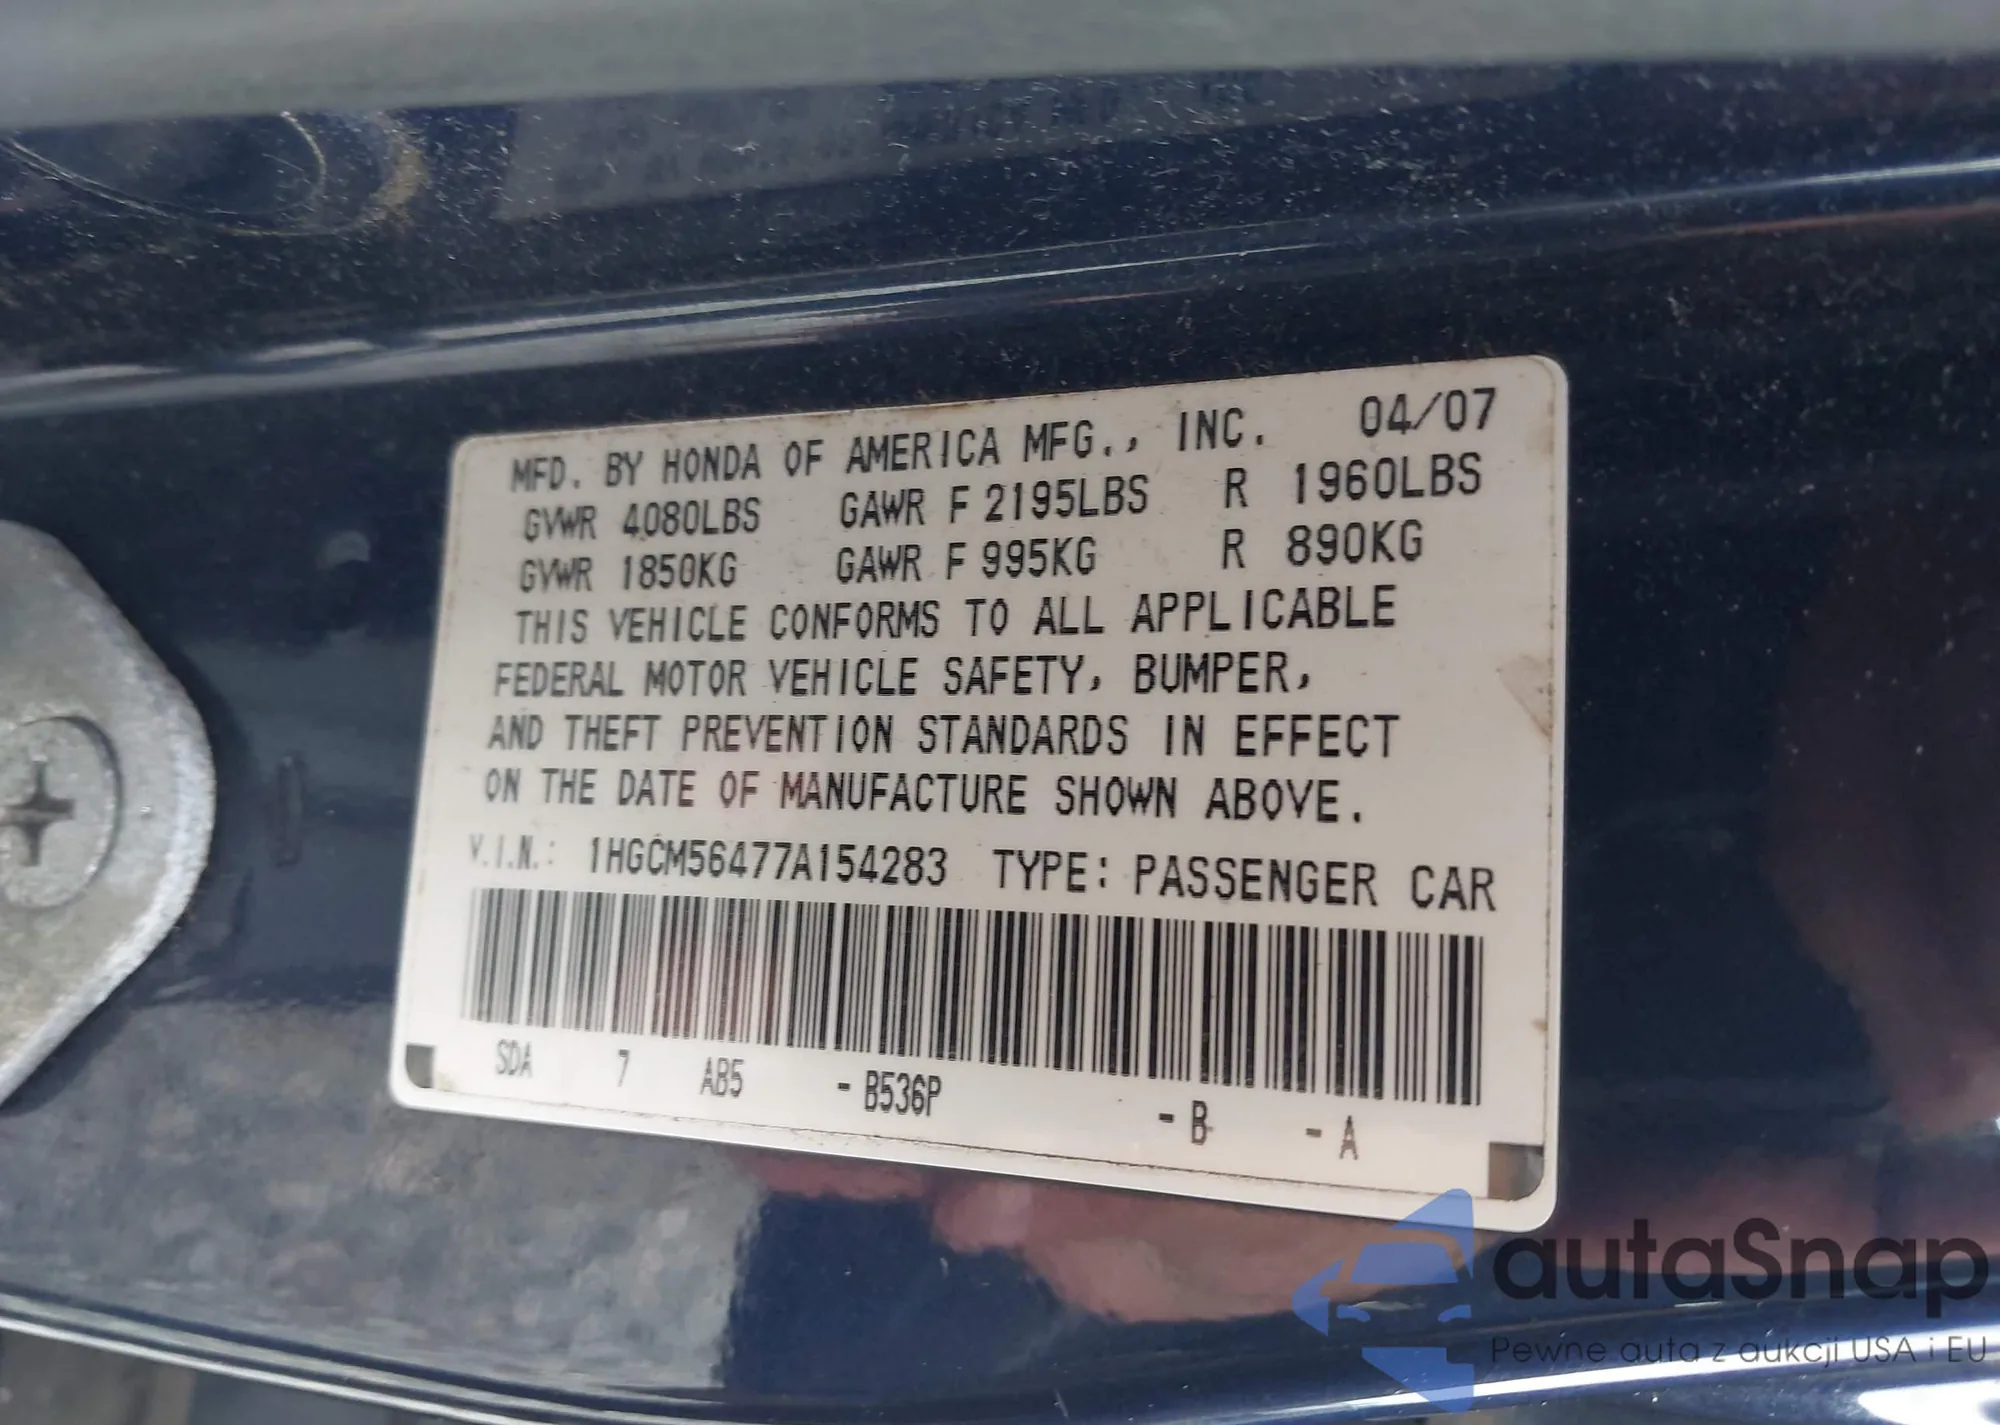 MFD. BY HONDA OF AMERICA MFG., INC. 04/07
GVWR 4080LBS GAWR F 2195LBS R 1960LBS
GVWR 1850KG GAWR F 995KG R 890KG
THIS VEHICLE CONFORMS TO ALL APPLICABLE
FEDERAL MOTOR VEHICLE SAFETY, BUMPER,
AND THEFT PREVENTION STANDARDS IN EFFECT
ON THE DATE OF MANUFACTURE SHOWN ABOVE.
V.I.N.: 1HGCM56477A154283 TYPE: PASSENGER CAR
SDA 7 AB5 - B536P - B - A
autaSnap
Pewne auta z aukcji USA i EU